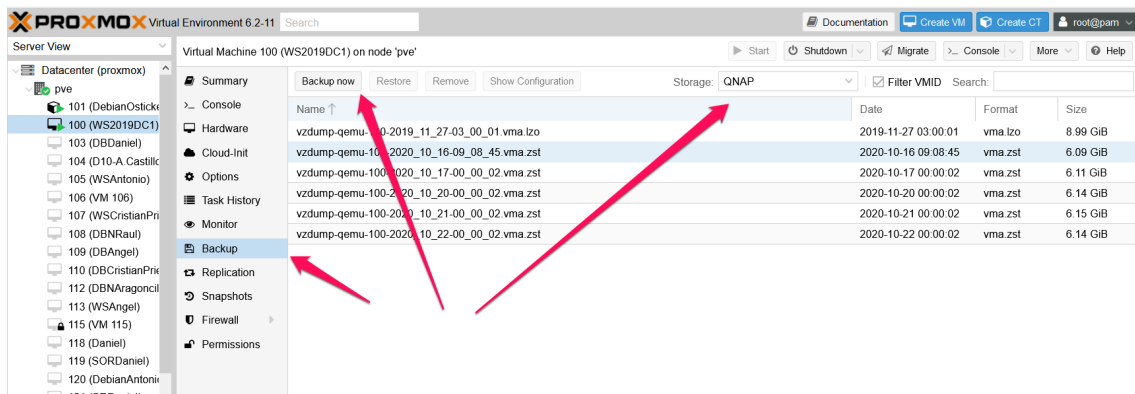 PROXMOX Virtual Environment 6.2-11 Search Documentation Create VM Create CT root@pam
Server View
Virtual Machine 100 (WS2019DC1) on node 'pve' Start Shutdown Migrate Console More Help
Datacenter (proxmox)
pve
101 (DebianOsticke
100 (WS2019DC1)
103 (DBDaniel)
104 (D10-A.Castillo
105 (WSAntonio)
106 (VM 106)
107 (WSCristianPri
108 (DBNRaul)
109 (DBAngel)
110 (DBCristianPrie
112 (DBNAragoncil
113 (WSAngel)
115 (VM 115)
118 (Daniel)
119 (SORDaniel)
120 (DebianAntonio
Summary
Console
Hardware
Cloud-Init
Options
Task History
Monitor
Backup
Replication
Snapshots
Firewall
Permissions
Backup now Restore Remove Show Configuration Storage: QNAP Filter VMID Search:
Name Date Format Size
vzdump-qemu-100-2019_11_27-03_00_01.vma.lzo 2019-11-27 03:00:01 vma.lzo 8.99 GiB
vzdump-qemu-100-2020_10_16-09_08_45.vma.zst 2020-10-16 09:08:45 vma.zst 6.09 GiB
vzdump-qemu-100-2020_10_17-00_00_02.vma.zst 2020-10-17 00:00:02 vma.zst 6.11 GiB
vzdump-qemu-100-2020_10_20-00_00_02.vma.zst 2020-10-20 00:00:02 vma.zst 6.14 GiB
vzdump-qemu-100-2020_10_21-00_00_02.vma.zst 2020-10-21 00:00:02 vma.zst 6.15 GiB
vzdump-qemu-100-2020_10_22-00_00_02.vma.zst 2020-10-22 00:00:02 vma.zst 6.14 GiB